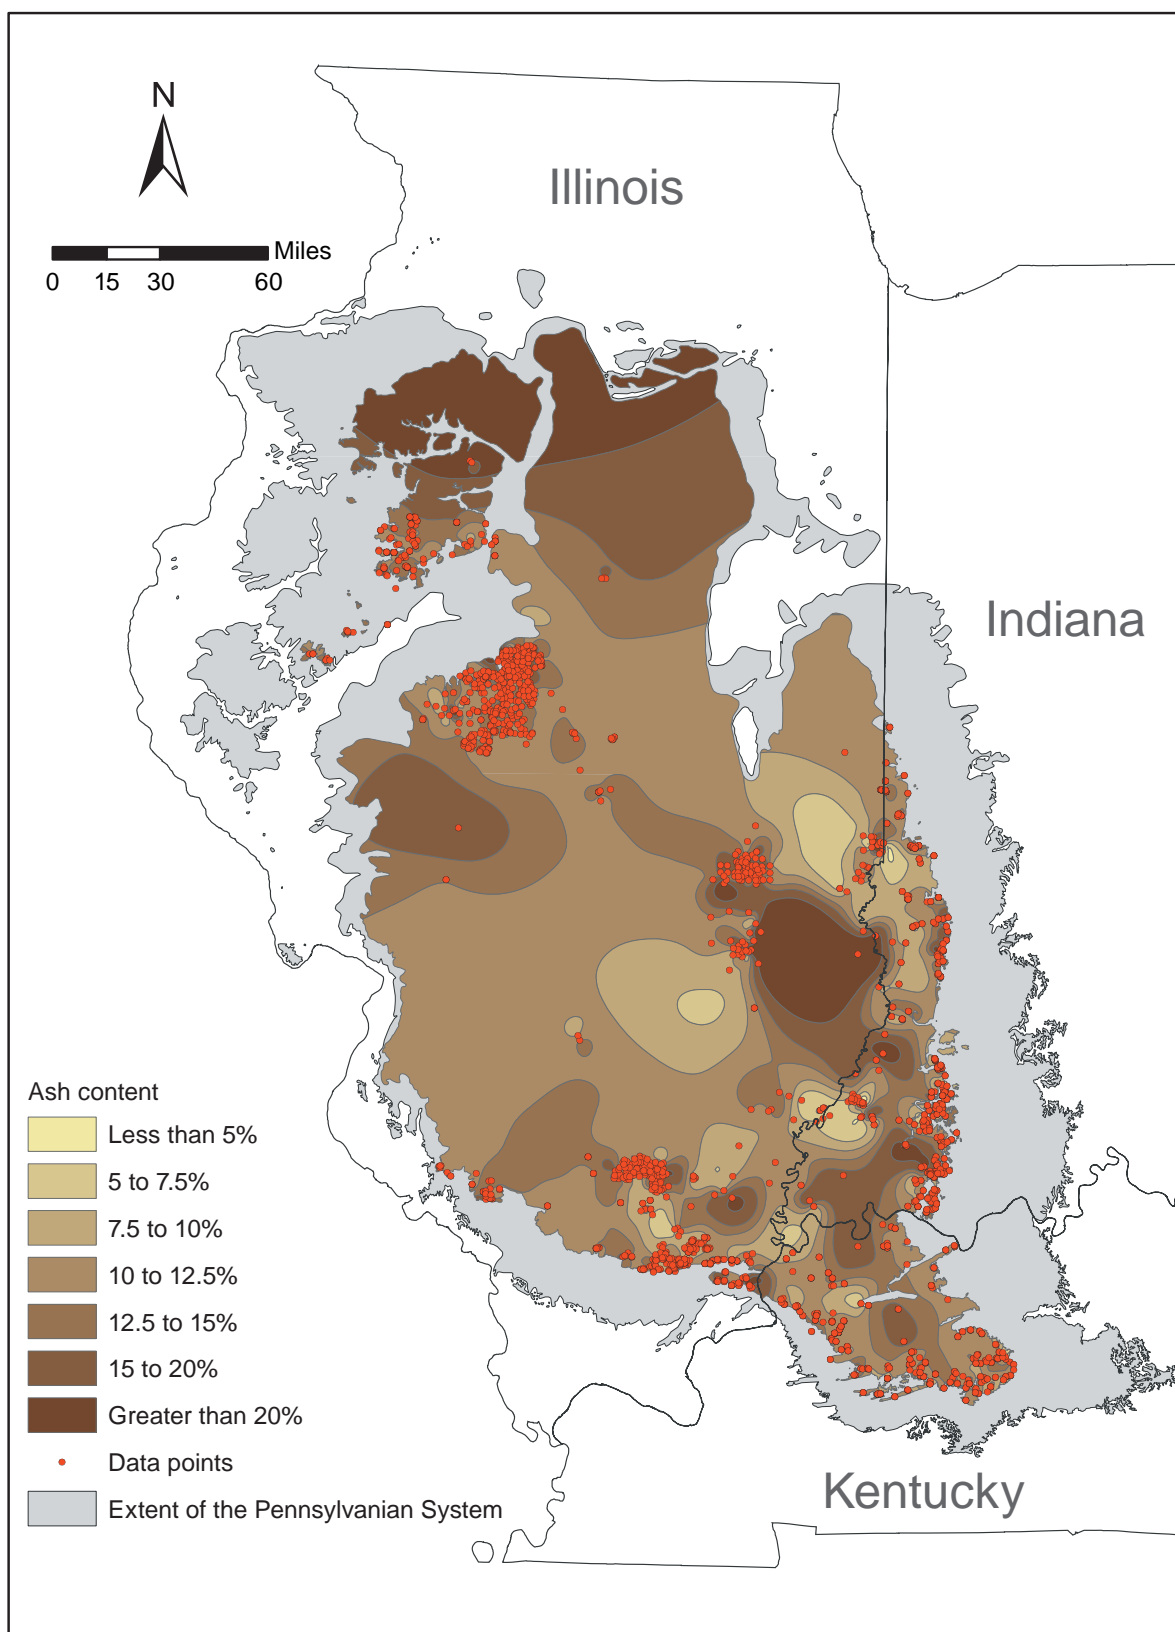 N
Illinois
Miles
0 15 30 60
Indiana
Ash content
Less than 5%
5 to 7.5%
7.5 to 10%
10 to 12.5%
12.5 to 15%
15 to 20%
Greater than 20%
Data points
Extent of the Pennsylvanian System
Kentucky